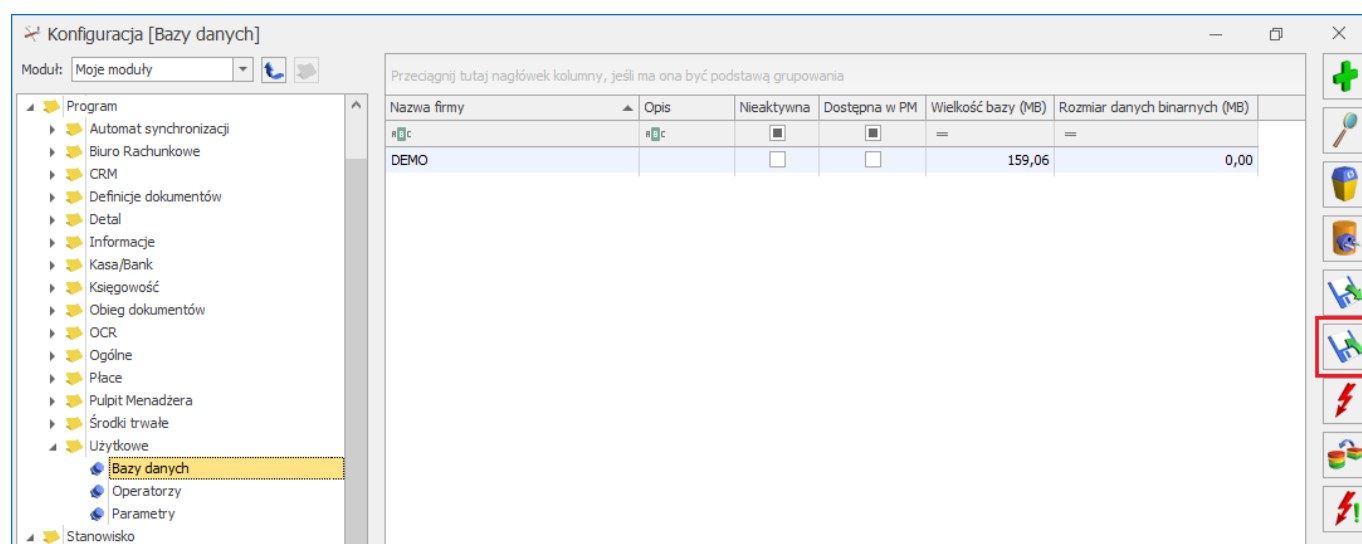 Konfiguracja [Bazy danych]
Moduł: Moje moduły
Przeciągnij tutaj nagłówek kolumny, jeśli ma ona być podstawą grupowania
Nazwa firmy Opis Nieaktywna Dostępna w PM Wielkość bazy (MB) Rozmiar danych binarnych (MB)
= =
DEMO 159,06 0,00
Program
Automat synchronizacji
Biuro Rachunkowe
CRM
Definicje dokumentów
Detal
Informacje
Kasa/Bank
Księgowość
Obieg dokumentów
OCR
Ogólne
Płace
Pulpit Menadżera
Środki trwałe
Użytkowe
Bazy danych
Operatorzy
Parametry
Stanowisko